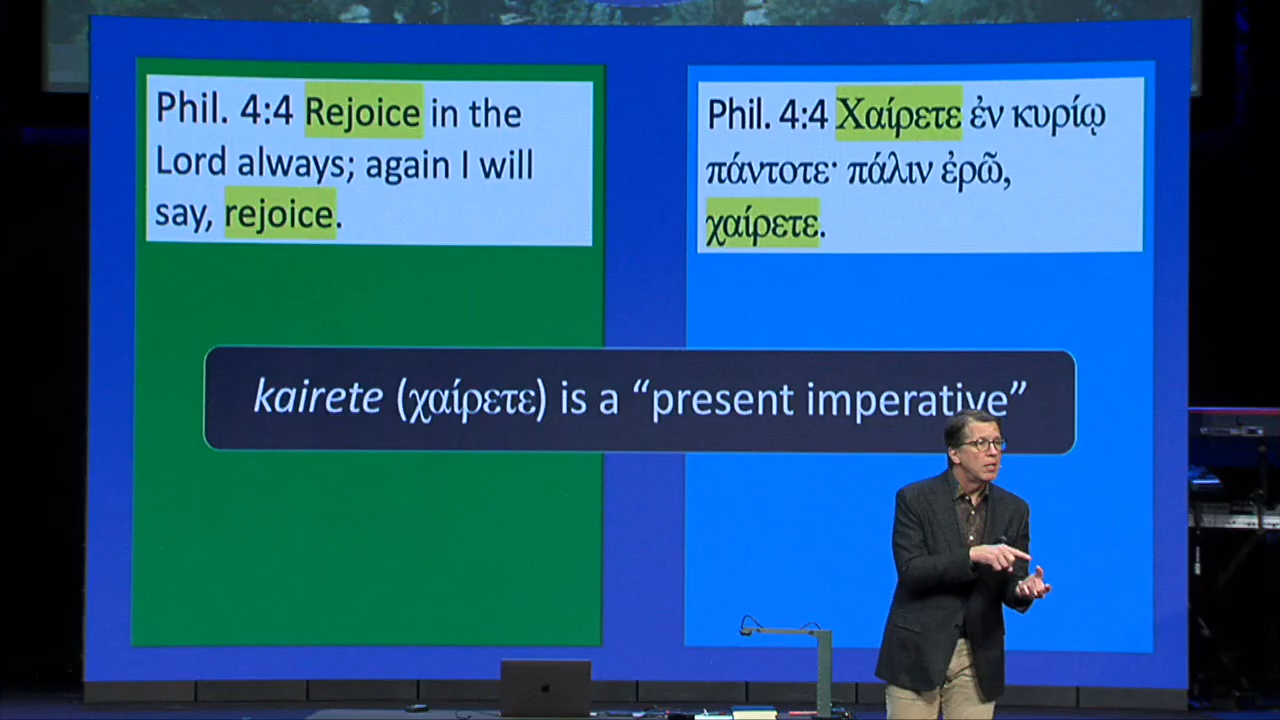 Phil. 4:4 Rejoice in the
Lord always; again I will
say, rejoice.
Phil. 4:4 Χαίρετε ἐν κυρίῳ
πάντοτε· πάλιν ἐρῶ,
χαίρετε.
kairete (χαίρετε) is a “present imperative”